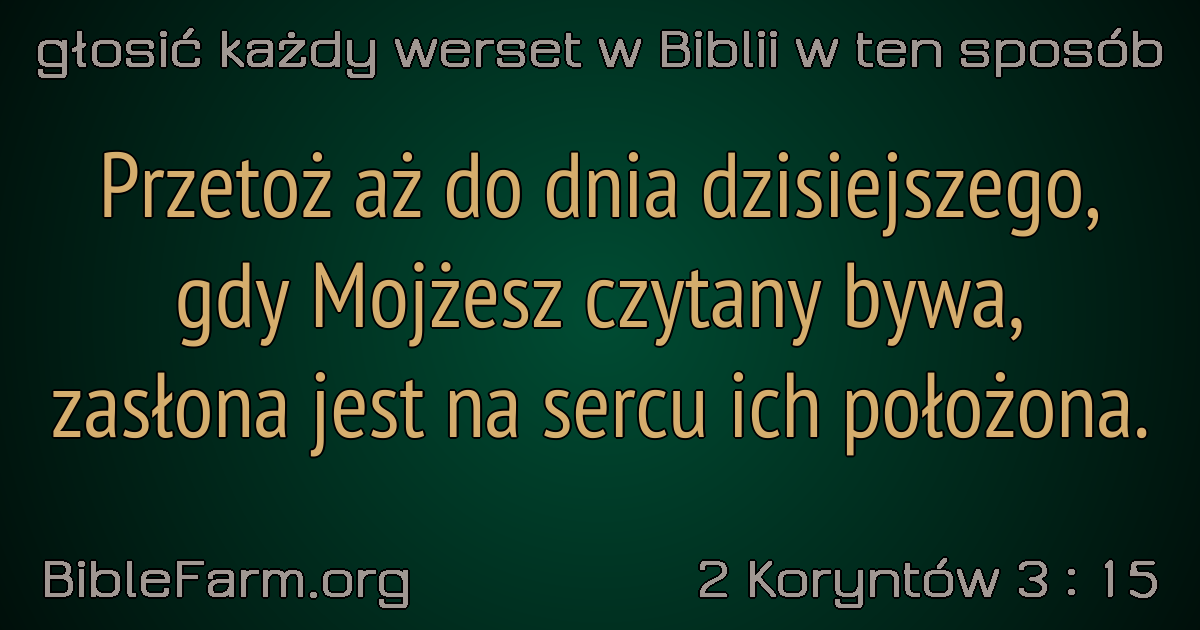 głosić każdy werset w Biblii w ten sposób
Przetoż aż do dnia dzisiejszego,
gdy Mojżesz czytany bywa,
zasłona jest na sercu ich położona.
BibleFarm.org
2 Koryntów 3 : 15